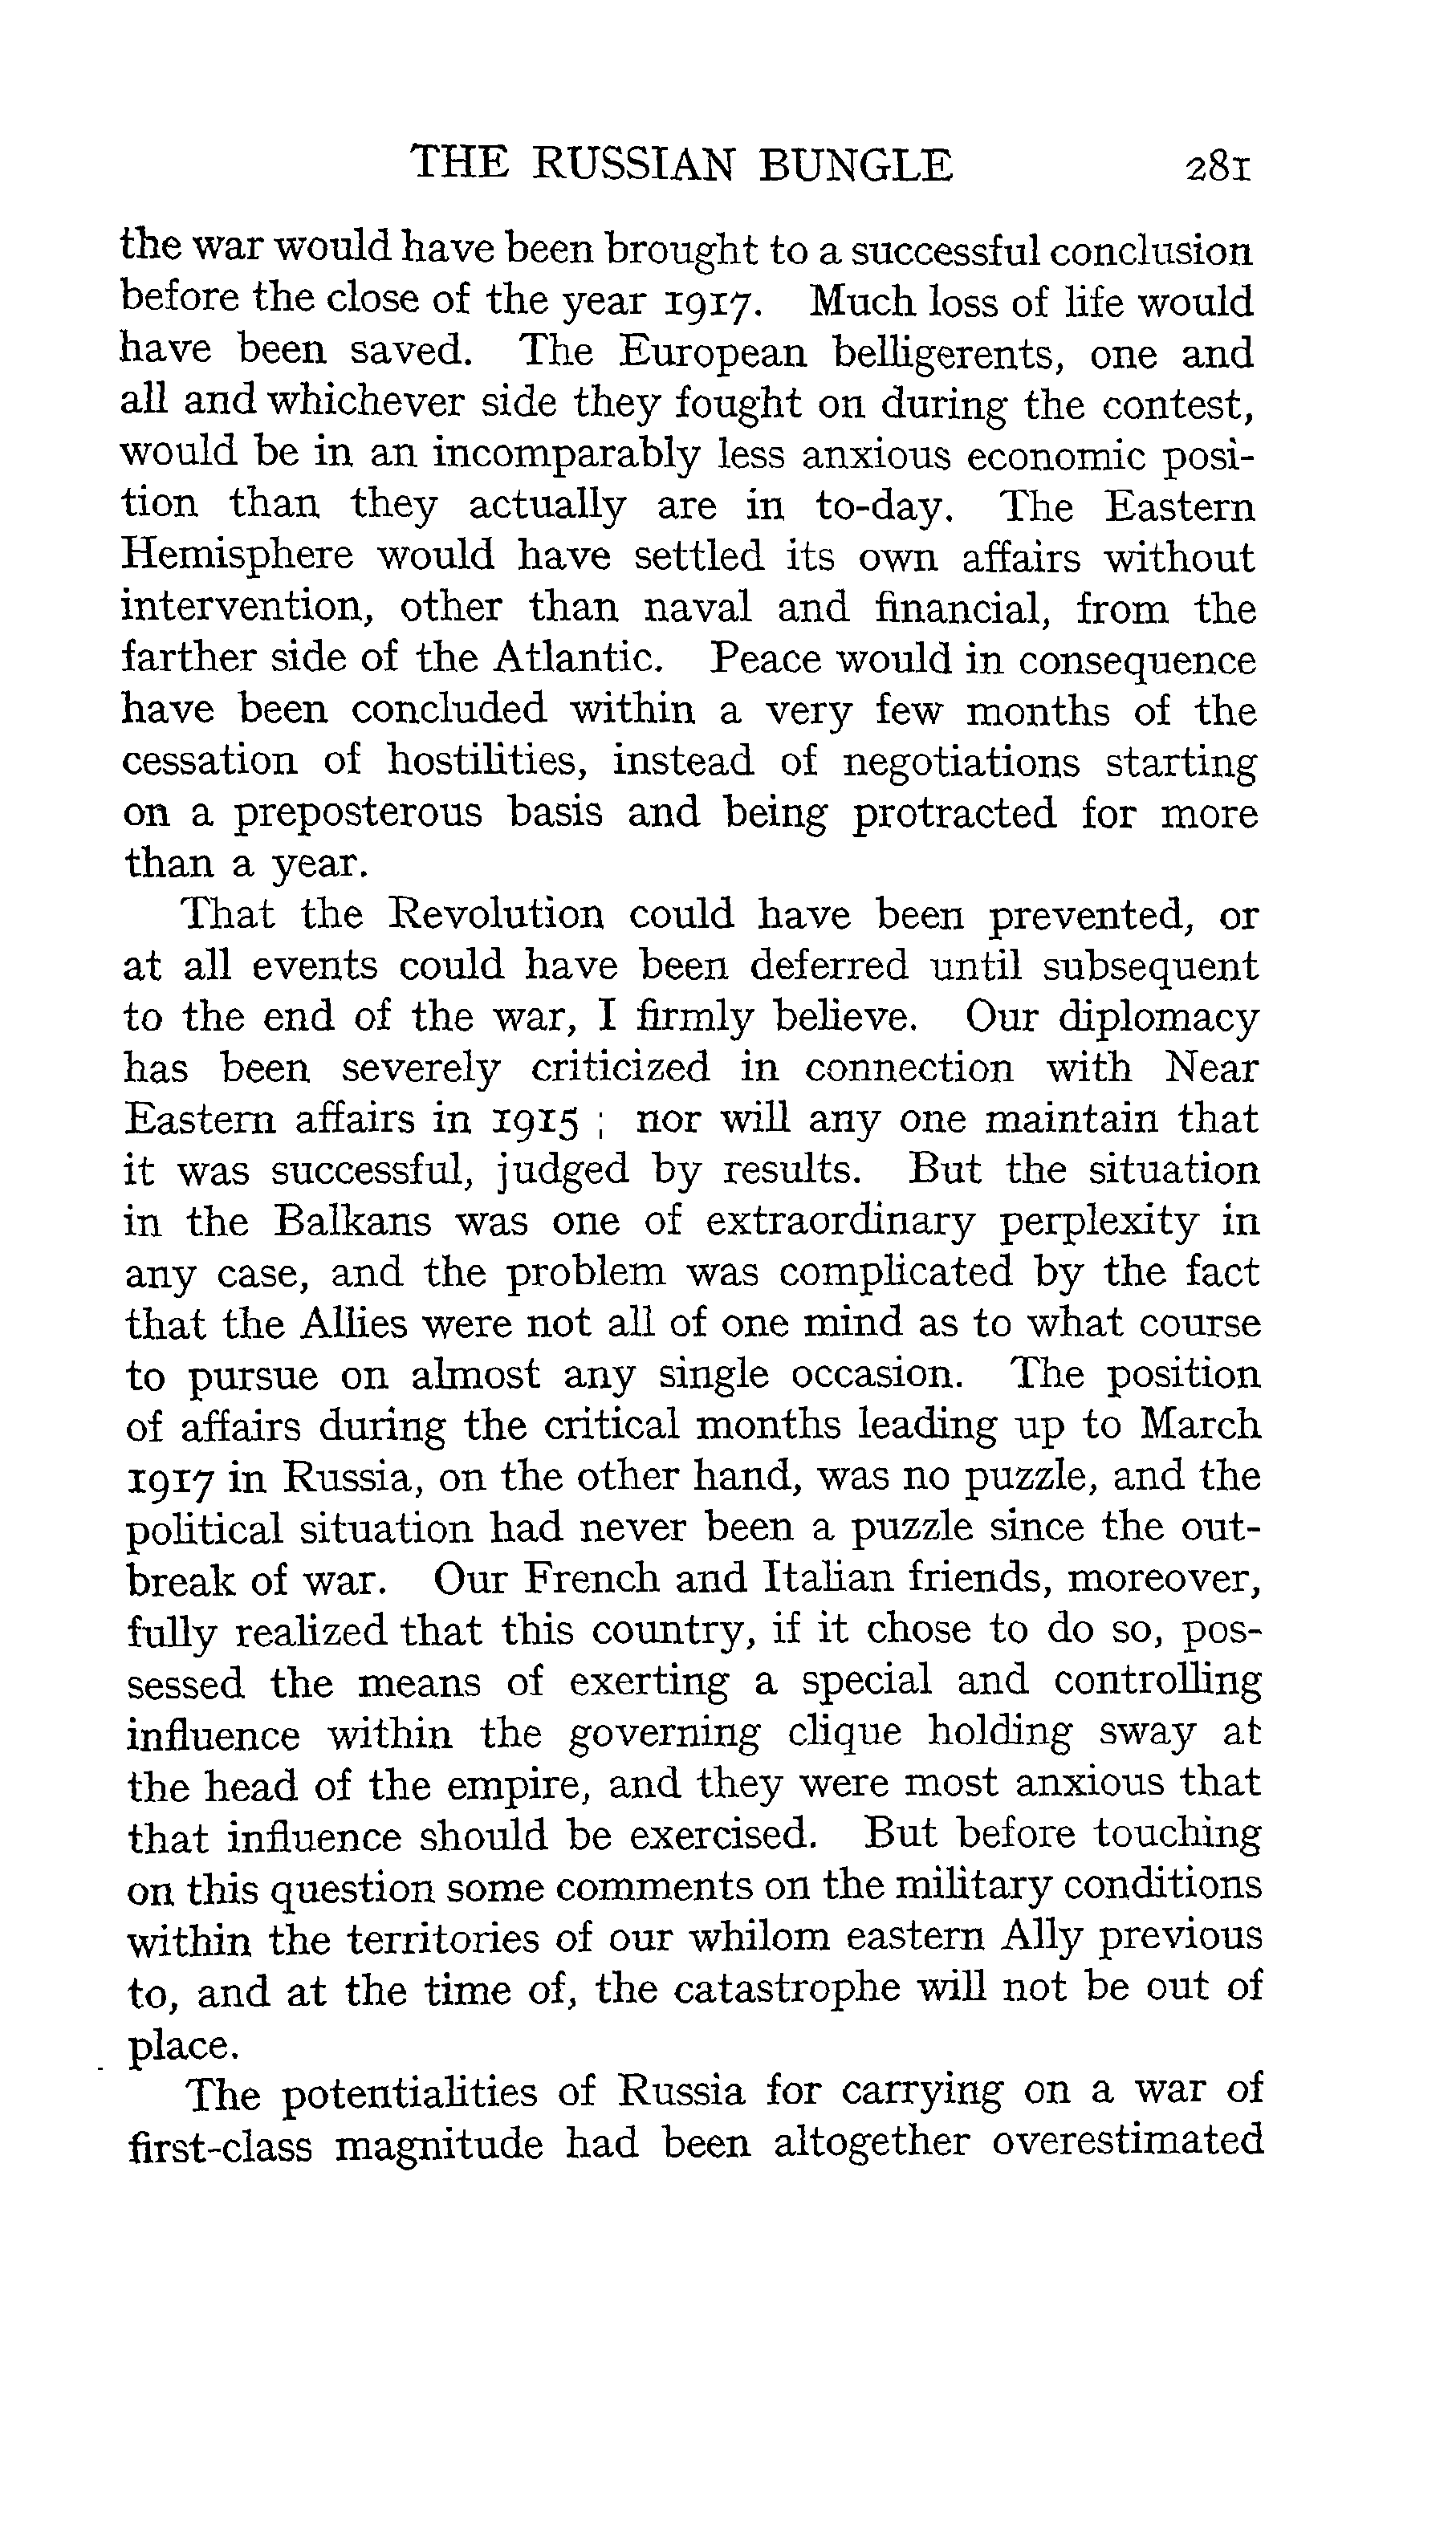 THE RUSSIAN BUNGLE 281
the war would have been brought to a successful conclusion
before the close of the year 1917. Much loss of life would
have been saved. The European belligerents, one and
all and whichever side they fought on during the contest,
would be in an incomparably less anxious economic posi-
tion than they actually are in to-day. The Eastern
Hemisphere would have settled its own affairs without
intervention, other than naval and financial, from the
farther side of the Atlantic. Peace would in consequence
have been concluded within a very few months of the
cessation of hostilities, instead of negotiations starting
on a preposterous basis and being protracted for more
than a year.
That the Revolution could have been prevented, or
at all events could have been deferred until subsequent
to the end of the war, I firmly believe. Our diplomacy
has been severely criticized in connection with Near
Eastern affairs in 1915 ; nor will any one maintain that
it was successful, judged by results. But the situation
in the Balkans was one of extraordinary perplexity in
any case, and the problem was complicated by the fact
that the Allies were not all of one mind as to what course
to pursue on almost any single occasion. The position
of affairs during the critical months leading up to March
1917 in Russia, on the other hand, was no puzzle, and the
political situation had never been a puzzle since the out-
break of war. Our French and Italian friends, moreover,
fully realized that this country, if it chose to do so, pos-
sessed the means of exerting a special and controlling
influence within the governing clique holding sway at
the head of the empire, and they were most anxious that
that influence should be exercised. But before touching
on this question some comments on the military conditions
within the territories of our whilom eastern Ally previous
to, and at the time of, the catastrophe will not be out of
place.
The potentialities of Russia for carrying on a war of
first-class magnitude had been altogether overestimated